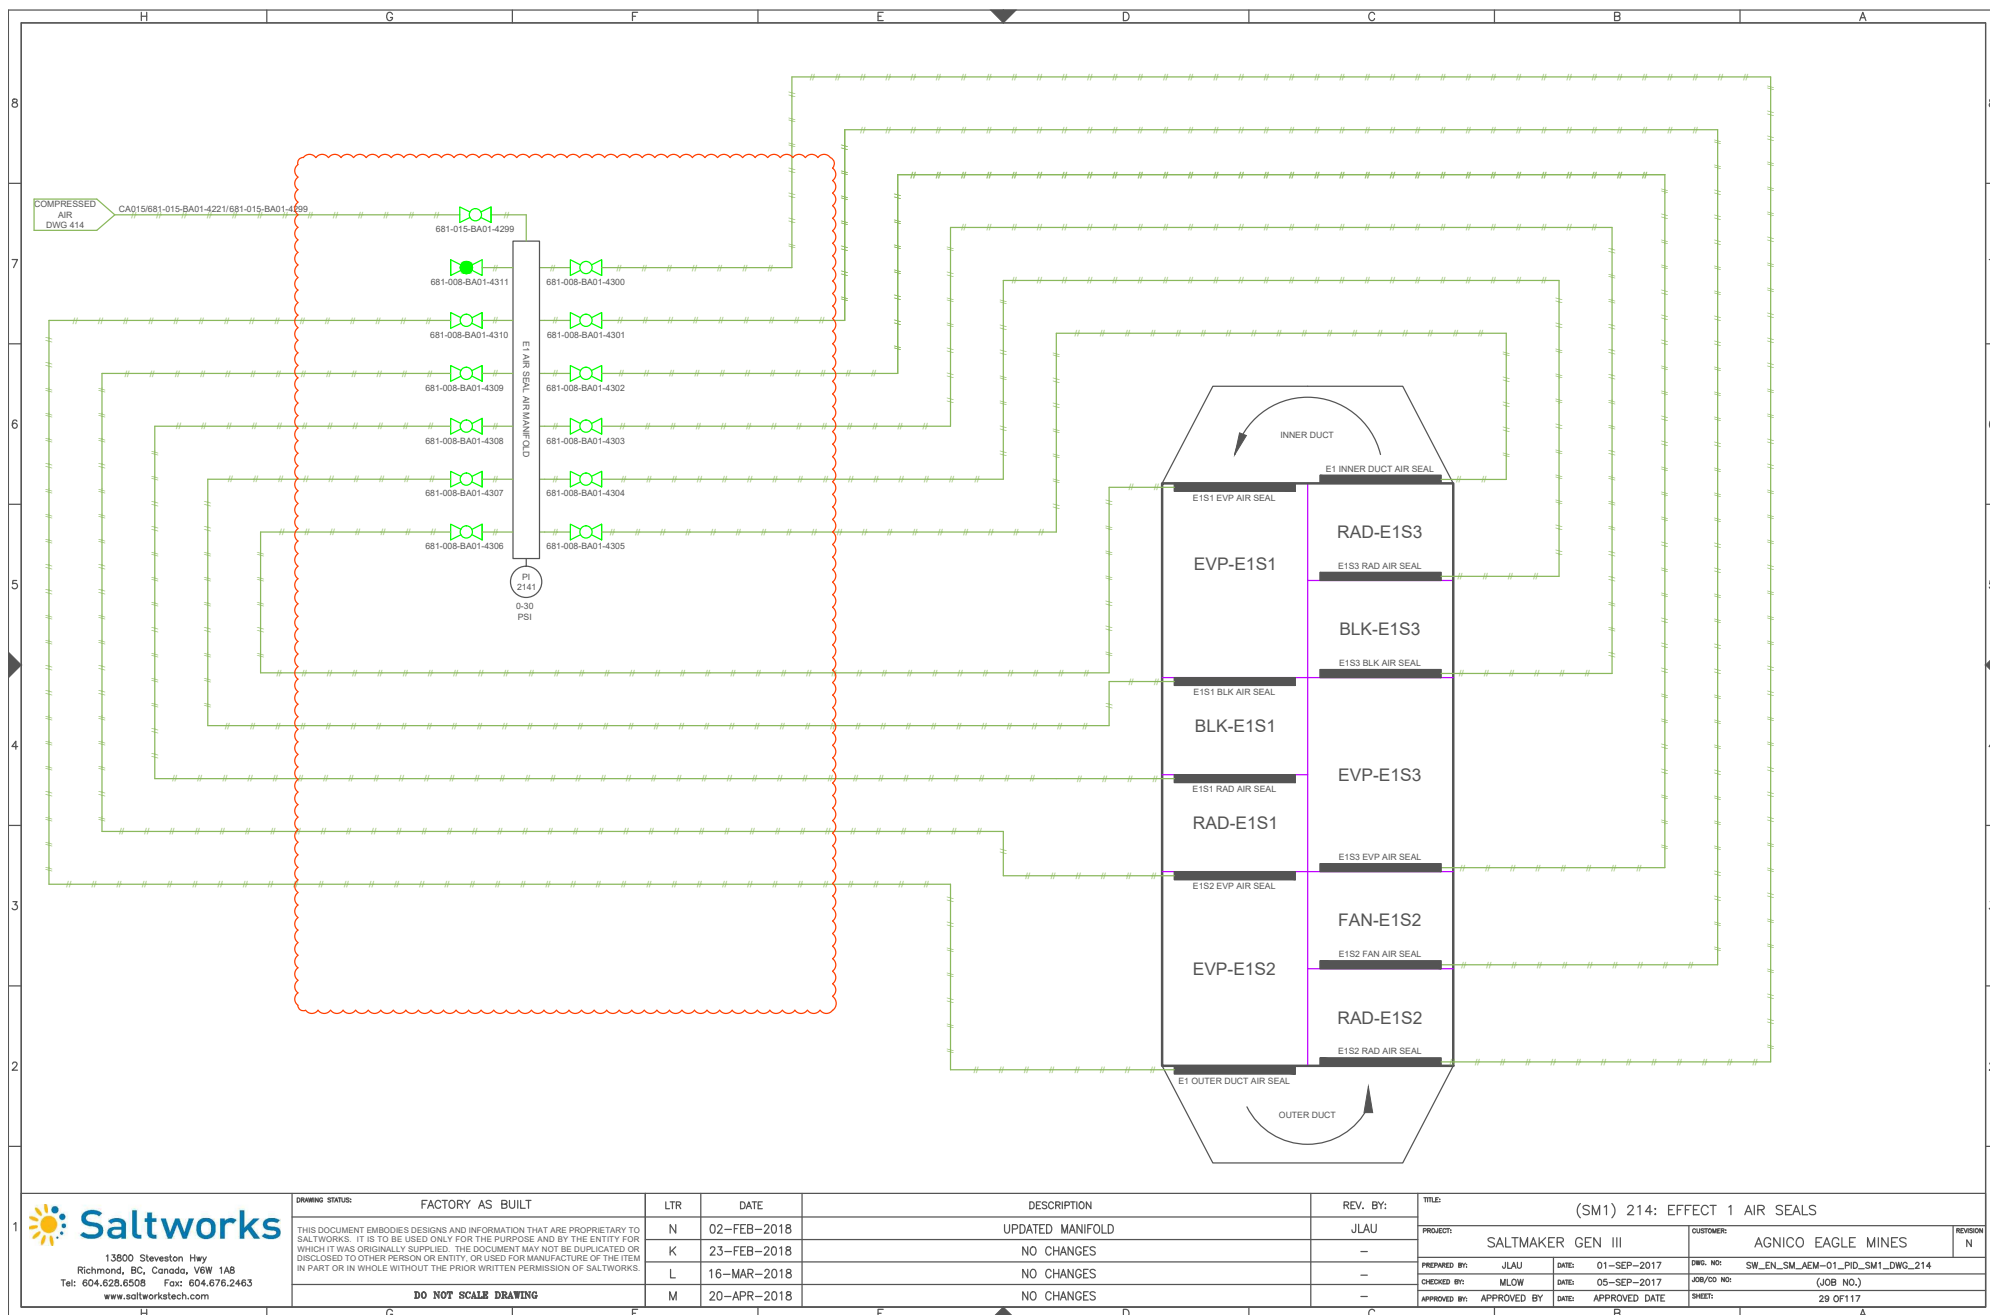 H G F E D C B A
8
COMPRESSED
AIR
DWG 414
CA015/681-015-BA01-4221/681-015-BA01-4299
681-015-BA01-4299
7
681-008-BA01-4311
681-008-BA01-4300
681-008-BA01-4310
681-008-BA01-4301
681-008-BA01-4309
681-008-BA01-4302
681-008-BA01-4308
681-008-BA01-4303
681-008-BA01-4307
681-008-BA01-4304
681-008-BA01-4306
681-008-BA01-4305
E1 AIR SEAL AIR MANIFOLD
6
PI
2141
0-30
PSI
5
INNER DUCT
E1 INNER DUCT AIR SEAL
E1S1 EVP AIR SEAL
RAD-E1S3
EVP-E1S1
E1S3 RAD AIR SEAL
BLK-E1S3
E1S3 BLK AIR SEAL
E1S1 BLK AIR SEAL
BLK-E1S1
4
EVP-E1S3
E1S1 RAD AIR SEAL
RAD-E1S1
E1S3 EVP AIR SEAL
E1S2 EVP AIR SEAL
3
FAN-E1S2
E1S2 FAN AIR SEAL
EVP-E1S2
RAD-E1S2
E1S2 RAD AIR SEAL
2
E1 OUTER DUCT AIR SEAL
OUTER DUCT
1
Saltworks
13800 Steveston Hwy
Richmond, BC, Canada, V6W 1A8
Tel: 604.628.6508 Fax: 604.676.2463
www.saltworkstech.com
DRAWING STATUS: FACTORY AS BUILT
THIS DOCUMENT EMBODIES DESIGNS AND INFORMATION THAT ARE PROPRIETARY TO
SALTWORKS. IT IS TO BE USED ONLY FOR THE PURPOSE AND BY THE ENTITY FOR
WHICH IT WAS ORIGINALLY SUPPLIED. THE DOCUMENT MAY NOT BE DUPLICATED OR
DISCLOSED TO OTHER PERSON OR ENTITY, OR USED FOR MANUFACTURE OF THE ITEM
IN PART OR IN WHOLE WITHOUT THE PRIOR WRITTEN PERMISSION OF SALTWORKS.
DO NOT SCALE DRAWING
LTR DATE DESCRIPTION REV. BY:
N 02-FEB-2018 UPDATED MANIFOLD JLAU
K 23-FEB-2018 NO CHANGES -
L 16-MAR-2018 NO CHANGES -
M 20-APR-2018 NO CHANGES -
TITLE: (SM1) 214: EFFECT 1 AIR SEALS
PROJECT: SALTMAKER GEN III
CUSTOMER: AGNICO EAGLE MINES
REVISION N
PREPARED BY: JLAU DATE: 01-SEP-2017 DWG. NO: SW_EN_SM_AEM-01_PID_SM1_DWG_214
CHECKED BY: MLOW DATE: 05-SEP-2017 JOB/CO NO: (JOB NO.)
APPROVED BY: APPROVED BY DATE: APPROVED DATE SHEET: 29 OF117